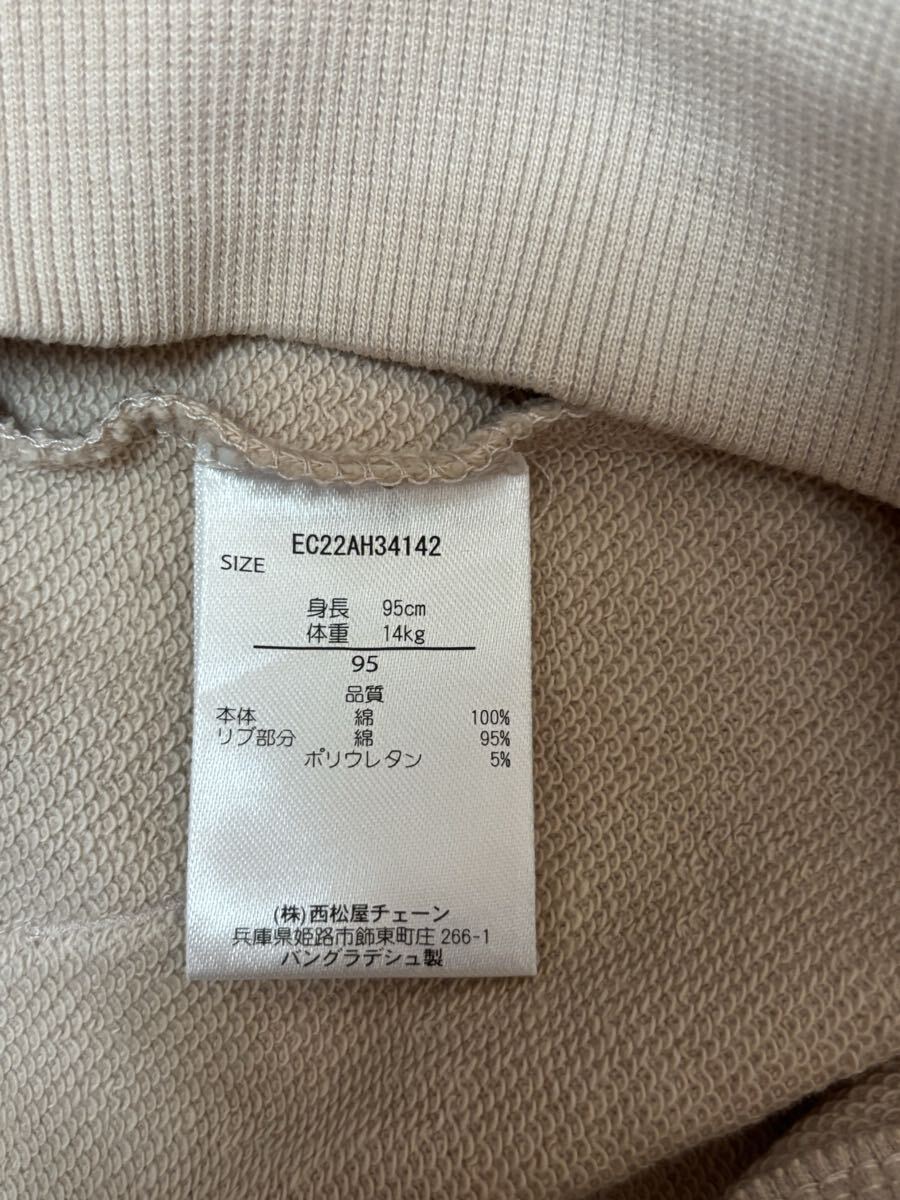 EC22AH34142
SIZE
身長 95cm
体重 14kg
95
品質
本体 綿 100%
リブ部分 綿 95%
ポリウレタン 5%
(株)西松屋チェーン
兵庫県姫路市飾東町庄 266-1
バングラデシュ製